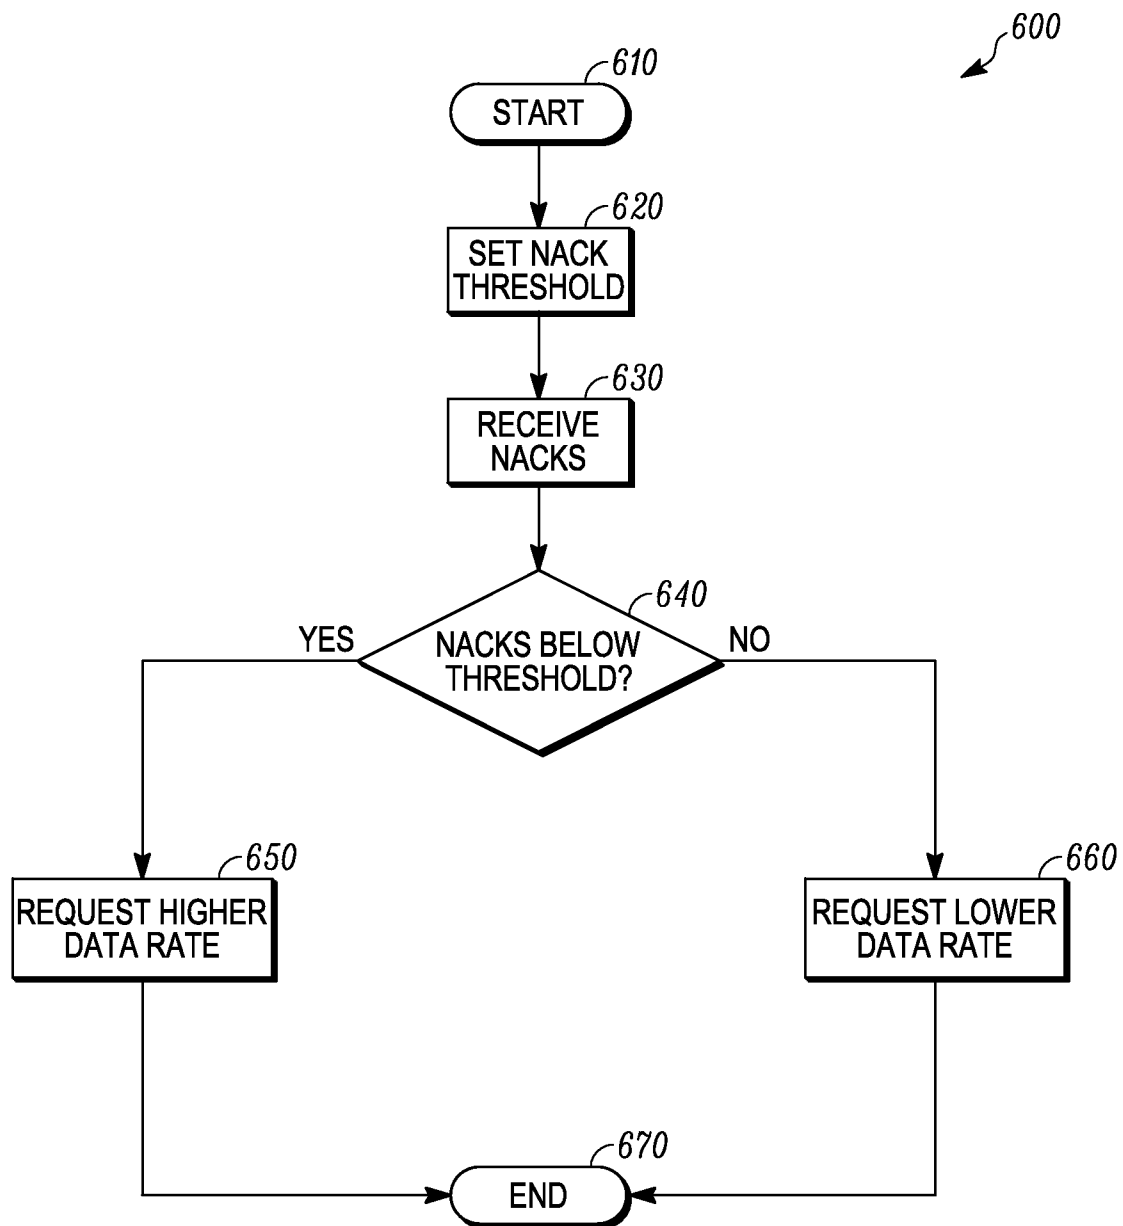 600
610
START
620
SET NACK
THRESHOLD
630
RECEIVE
NACKS
640
YES
NACKS BELOW
THRESHOLD?
NO
650
REQUEST HIGHER
DATA RATE
660
REQUEST LOWER
DATA RATE
670
END